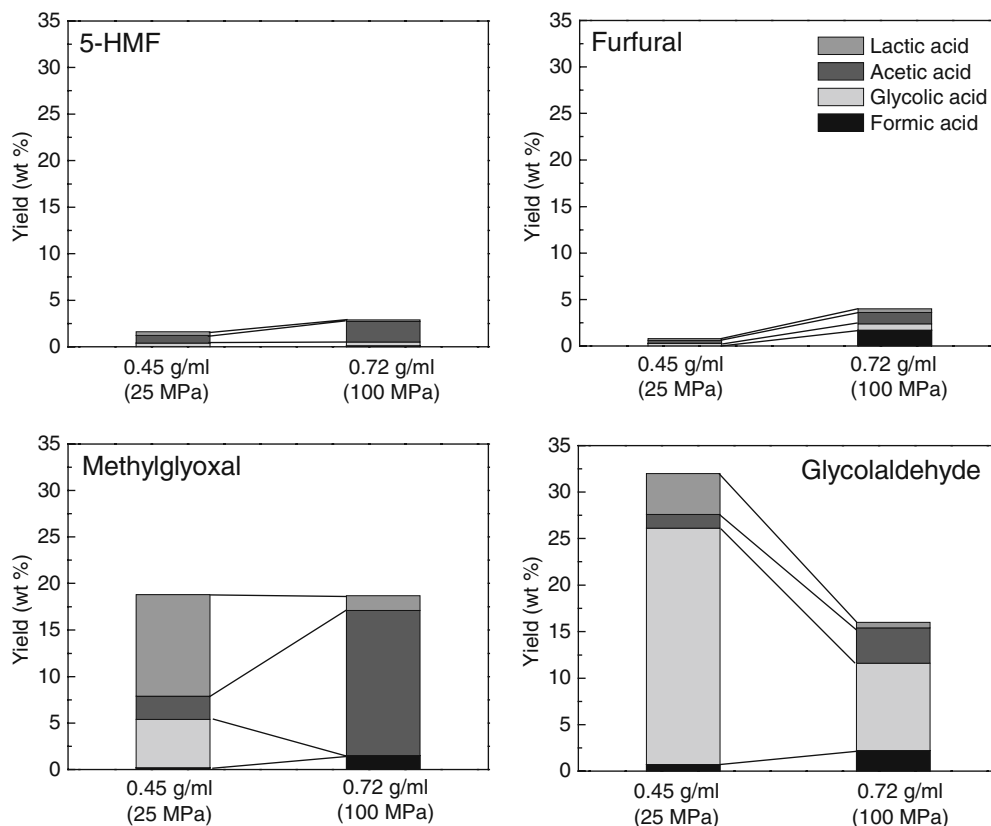 5-HMF
Yield (wt %)
35
30
25
20
15
10
5
0
0.45 g/ml
(25 MPa)
0.72 g/ml
(100 MPa)
Furfural
Lactic acid
Acetic acid
Glycolic acid
Formic acid
Yield (wt %)
35
30
25
20
15
10
5
0
0.45 g/ml
(25 MPa)
0.72 g/ml
(100 MPa)
Methylglyoxal
Yield (wt %)
35
30
25
20
15
10
5
0
0.45 g/ml
(25 MPa)
0.72 g/ml
(100 MPa)
Glycolaldehyde
Yield (wt %)
35
30
25
20
15
10
5
0
0.45 g/ml
(25 MPa)
0.72 g/ml
(100 MPa)